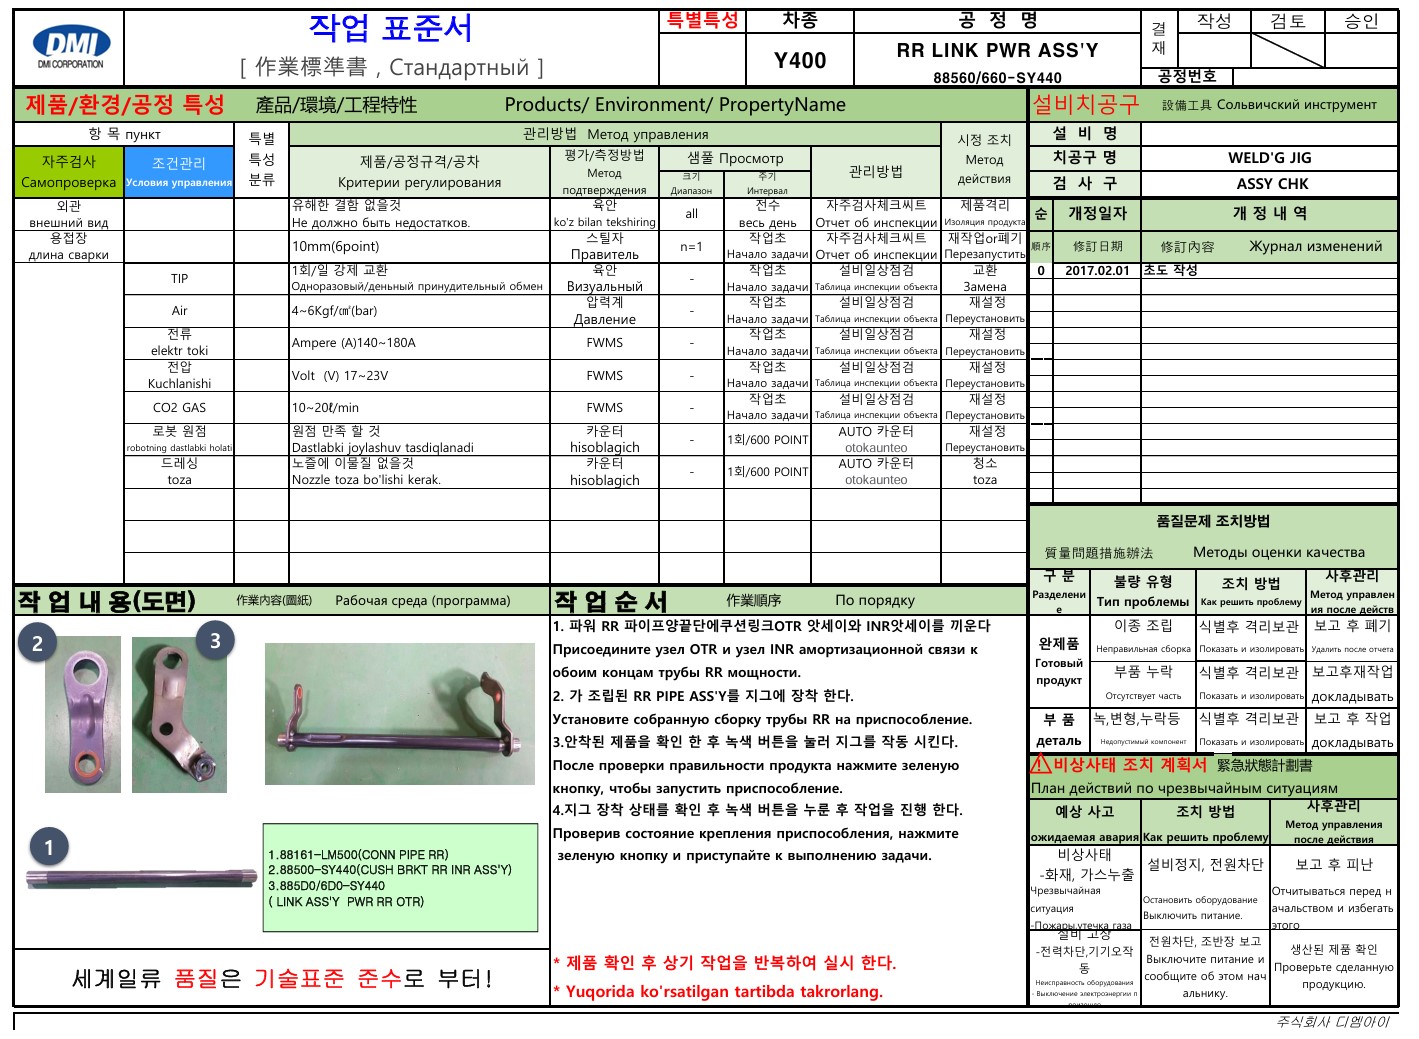 DMI
DMI CORPORATION
작업 표준서
[ 作業標準書 , Стандартный ]
특별특성
차종
Y400
공 정 명
RR LINK PWR ASS'Y
88560/660-SY440
결재
작성
검토
승인
공정번호
제품/환경/공정 특성 產品/環境/工程特性 Products/ Environment/ PropertyName
설비치공구 設備工具 Сольвичский инструмент
항 목 пункт
특별
특성
분류
관리방법 Метод управления
시정 조치
Метод
действия
자주검사
Самопроверка
조건관리
Условия управления
제품/공정규격/공차
Критерии регулирования
평가/측정방법
Метод
подтверждения
샘풀 Просмотр
크기
Диапазон
주기
Интервал
관리방법
설 비 명
치공구 명
WELD'G JIG
검 사 구
ASSY CHK
외관
внешний вид
유해한 결함 없을것
Не должно быть недостатков.
육안
ko'z bilan tekshiring
all
전수
весь день
자주검사체크씨트
Отчет об инспекции
제품격리
Изоляция продукта
용접장
длина сварки
10mm(6point)
스틸자
Правитель
n=1
작업초
Начало задачи
자주검사체크씨트
Отчет об инспекции
재작업or폐기
Перезапустить
TIP
1회/일 강제 교환
Одноразовый/деньный принудительный обмен
육안
Визуальный
-
작업초
Начало задачи
설비일상점검
Таблица инспекции объекта
교환
Замена
Air
4~6Kgf/㎠(bar)
압력계
Давление
-
작업초
Начало задачи
설비일상점검
Таблица инспекции объекта
재설정
Переустановить
전류
elektr toki
Ampere (A)140~180A
FWMS
-
작업초
Начало задачи
설비일상점검
Таблица инспекции объекта
재설정
Переустановить
전압
Kuchlanishi
Volt (V) 17~23V
FWMS
-
작업초
Начало задачи
설비일상점검
Таблица инспекции объекта
재설정
Переустановить
CO2 GAS
10~20ℓ/min
FWMS
-
작업초
Начало задачи
설비일상점검
Таблица инспекции объекта
재설정
Переустановить
로봇 원점
robotning dastlabki holati
원점 만족 할 것
Dastlabki joylashuv tasdiqlanadi
카운터
hisoblagich
-
1회/600 POINT
AUTO 카운터
otokaunteo
재설정
Переустановить
드레싱
toza
노즐에 이물질 없을것
Nozzle toza bo'lishi kerak.
카운터
hisoblagich
-
1회/600 POINT
AUTO 카운터
otokaunteo
청소
toza
순
개정일자
개 정 내 역
順序
修訂日期
修訂內容 Журнал изменений
0
2017.02.01
초도 작성
품질문제 조치방법
質量問題措施辦法 Методы оценки качества
구 분
Разделени
е
불량 유형
Тип проблемы
조치 방법
Как решить проблему
사후관리
Метод управлен
ия после действ
완제품
Готовый
продукт
이종 조립
Неправильная сборка
식별후 격리보관
Показать и изолировать
보고 후 폐기
Удалить после отчета
부품 누락
Отсутствует часть
식별후 격리보관
Показать и изолировать
보고후재작업
докладывать
부 품
деталь
녹,변형,누락등
Недопустимый компонент
식별후 격리보관
Показать и изолировать
보고 후 작업
докладывать
비상사태 조치 계획서 緊急狀態計劃書
План действий по чрезвычайным ситуациям
예상 사고
ожидаемая авария
조치 방법
Как решить проблему
사후관리
Метод управления
после действия
비상사태
-화재, 가스누출
Чрезвычайная
ситуация
-Пожары,утечка газа
설비정지, 전원차단
Остановить оборудование
Выключить питание.
보고 후 피난
Отчитываться перед н
ачальством и избегать
этого
설비 고장
-전력차단,기기오작
동
Неисправность оборудования
- Выключение электроэнергии п
전원차단, 조반장 보고
Выключите питание и
сообщите об этом нач
альнику.
생산된 제품 확인
Проверьте сделанную
продукцию.
작 업 내 용(도면) 作業內容(圖紙) Рабочая среда (программа)
2
3
1
1.88161-LM500(CONN PIPE RR)
2.88500-SY440(CUSH BRKT RR INR ASS'Y)
3.885D0/6D0-SY440
( LINK ASS'Y PWR RR OTR)
세계일류 품질은 기술표준 준수로 부터!
작 업 순 서 作業順序 По порядку
1. 파워 RR 파이프양끝단에쿠션링크OTR 앗세이와 INR앗세이를 끼운다
Присоедините узел OTR и узел INR амортизационной связи к
обоим концам трубы RR мощности.
2. 가 조립된 RR PIPE ASS'Y를 지그에 장착 한다.
Установите собранную сборку трубы RR на приспособление.
3.안착된 제품을 확인 한 후 녹색 버튼을 눌러 지그를 작동 시킨다.
После проверки правильности продукта нажмите зеленую
кнопку, чтобы запустить приспособление.
4.지그 장착 상태를 확인 후 녹색 버튼을 누룬 후 작업을 진행 한다.
Проверив состояние крепления приспособления, нажмите
зеленую кнопку и приступайте к выполнению задачи.
* 제품 확인 후 상기 작업을 반복하여 실시 한다.
* Yuqorida ko'rsatilgan tartibda takrorlang.
주식회사 디엠아이